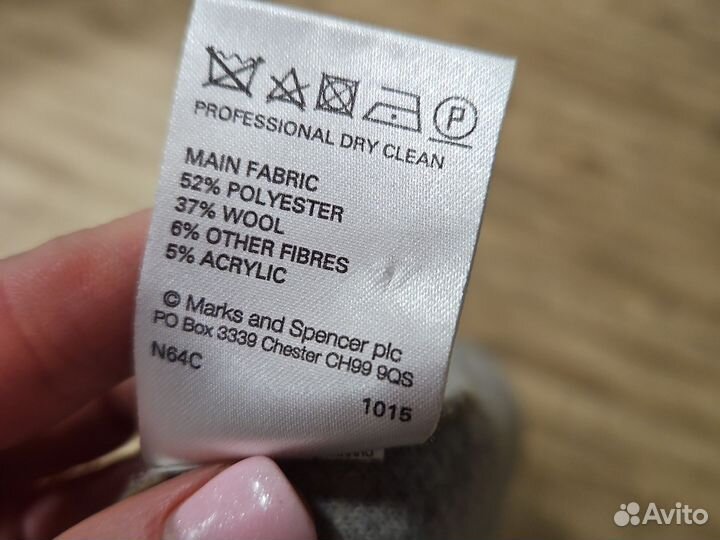 P
PROFESSIONAL DRY CLEAN
MAIN FABRIC
52% POLYESTER
37% WOOL
6% OTHER FIBRES
5% ACRYLIC
© Marks and Spencer plc
PO Box 3339 Chester CH99 9QS
N64C
1015
Avito